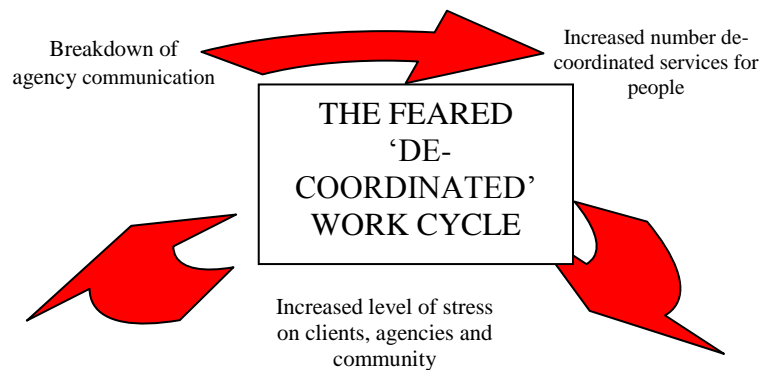 Breakdown of
agency communication
Increased number de-
coordinated services for
people
THE FEARED
‘DE-
COORDINATED’
WORK CYCLE
Increased level of stress
on clients, agencies and
community